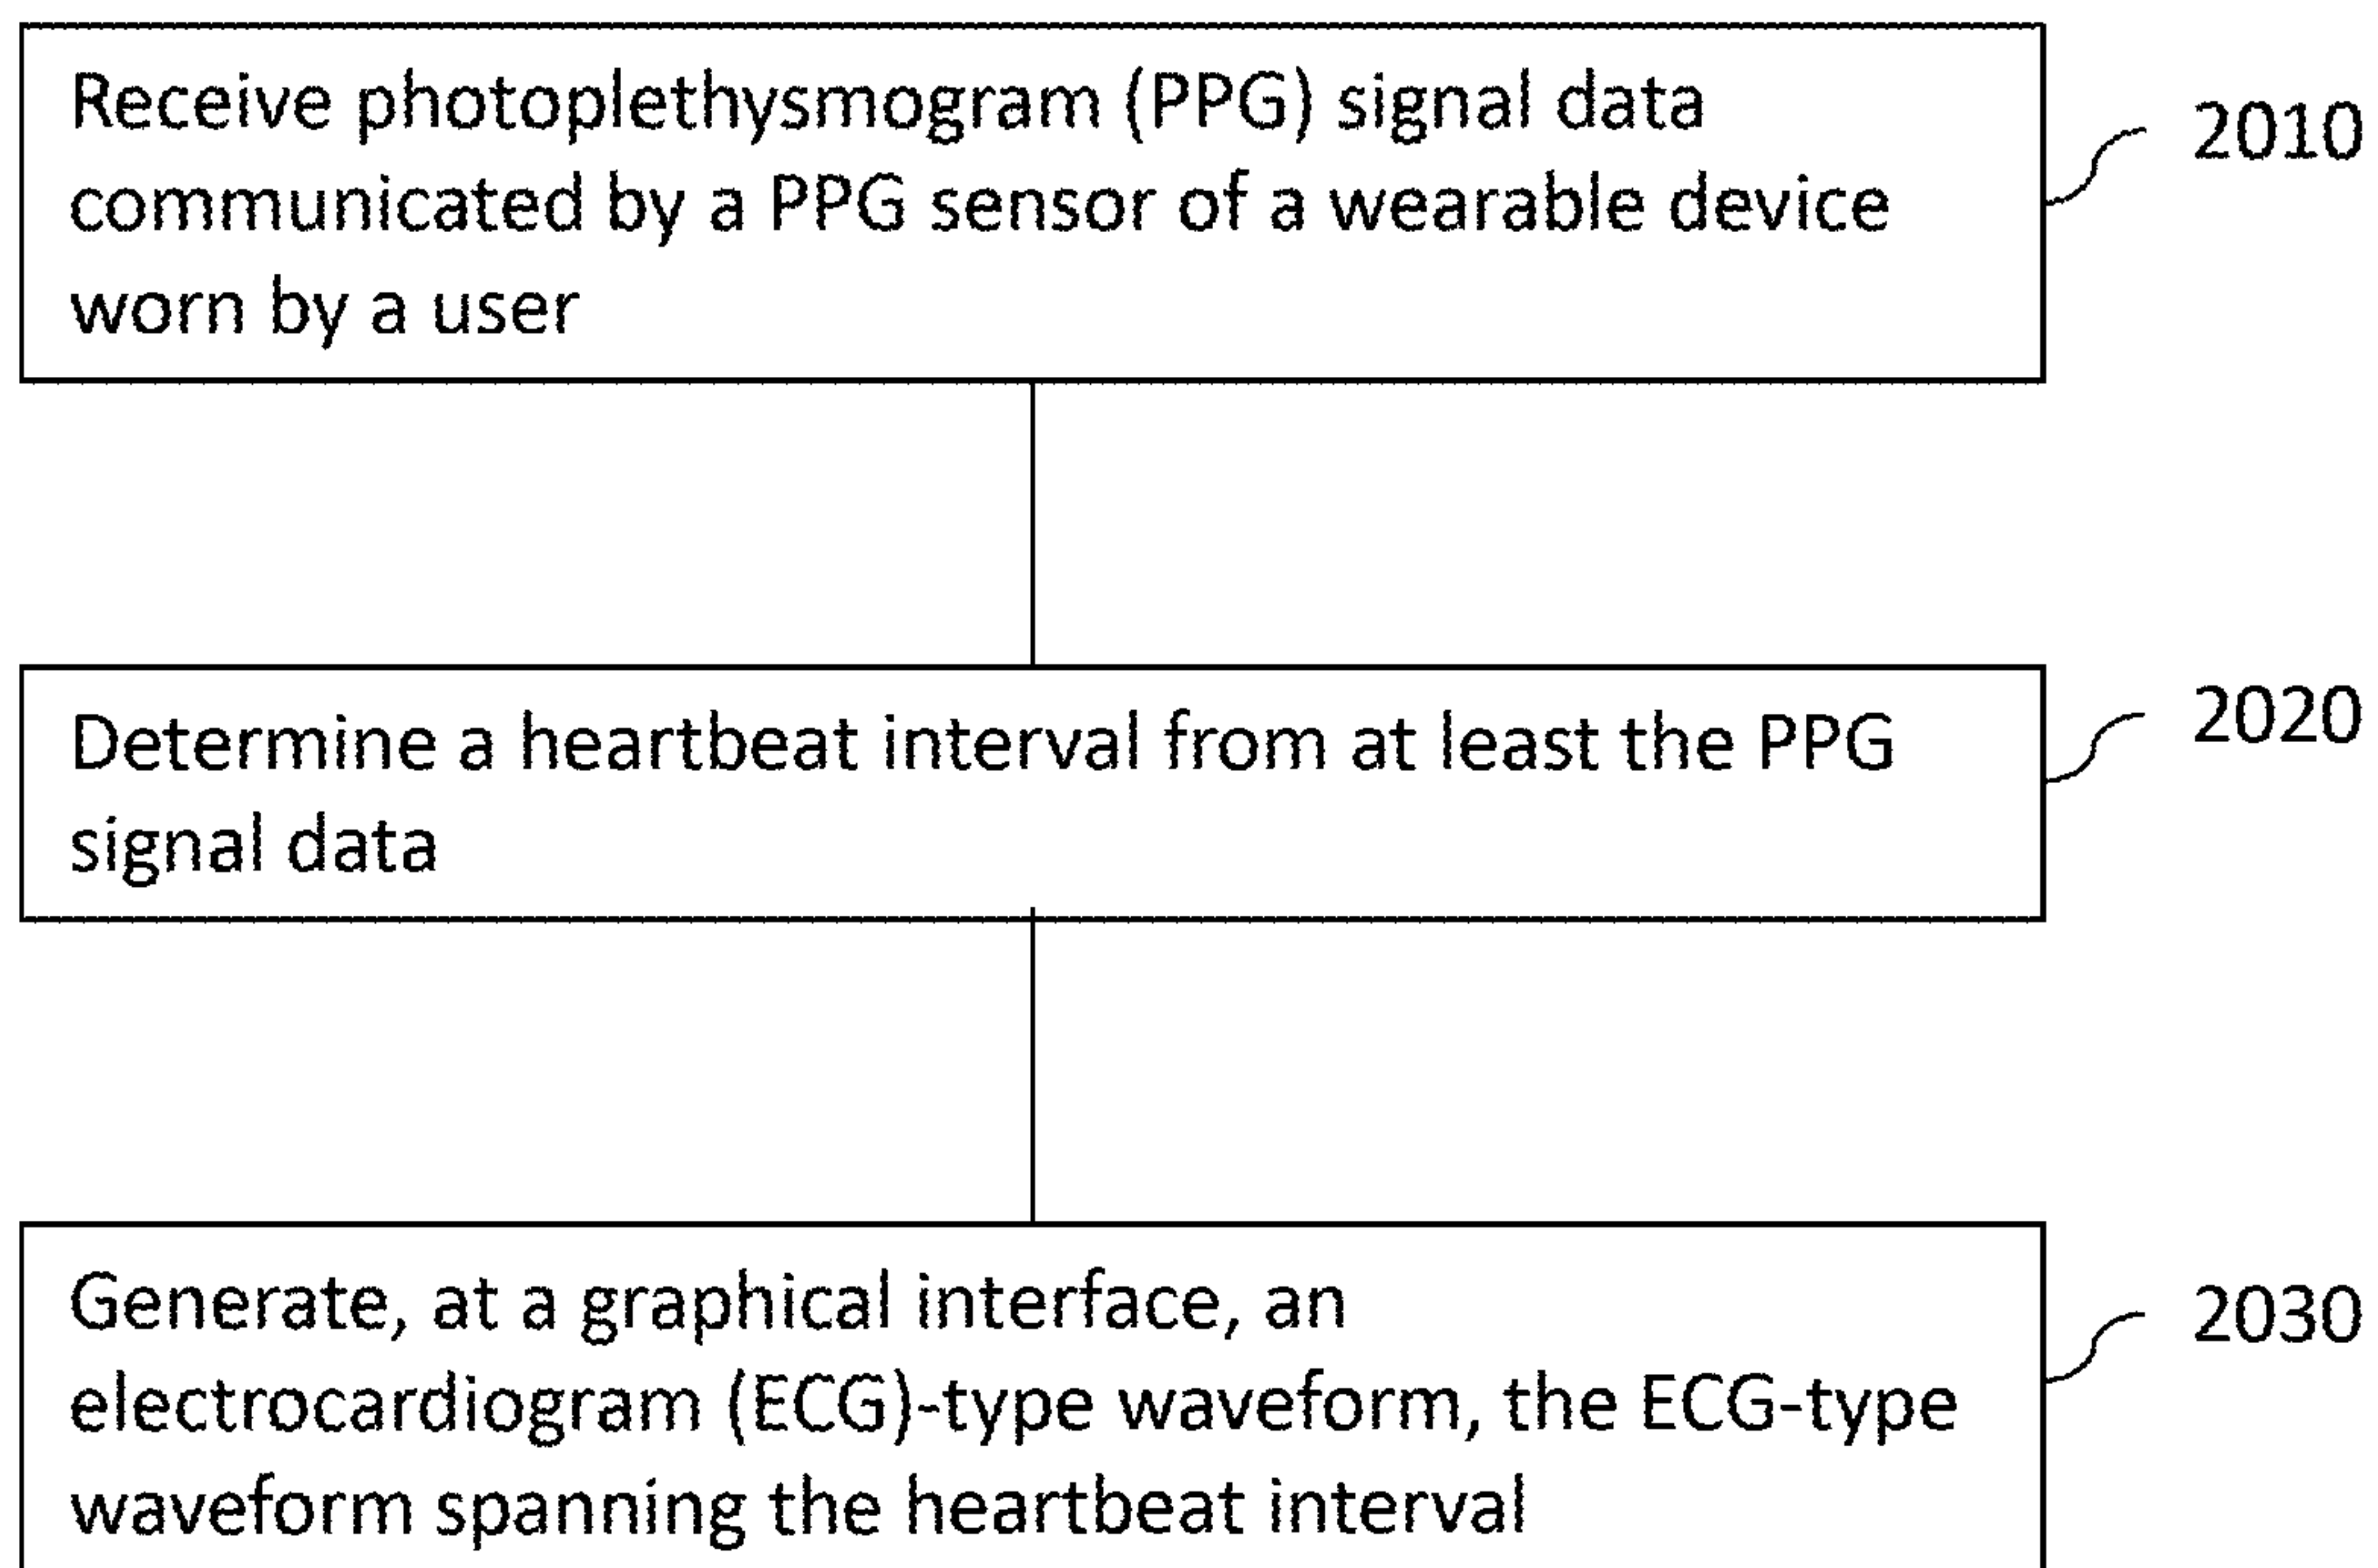 Receive photoplethysmogram (PPG) signal data
communicated by a PPG sensor of a wearable device
worn by a user
2010
Determine a heartbeat interval from at least the PPG
signal data
2020
Generate, at a graphical interface, an
electrocardiogram (ECG)-type waveform, the ECG-type
waveform spanning the heartbeat interval
2030